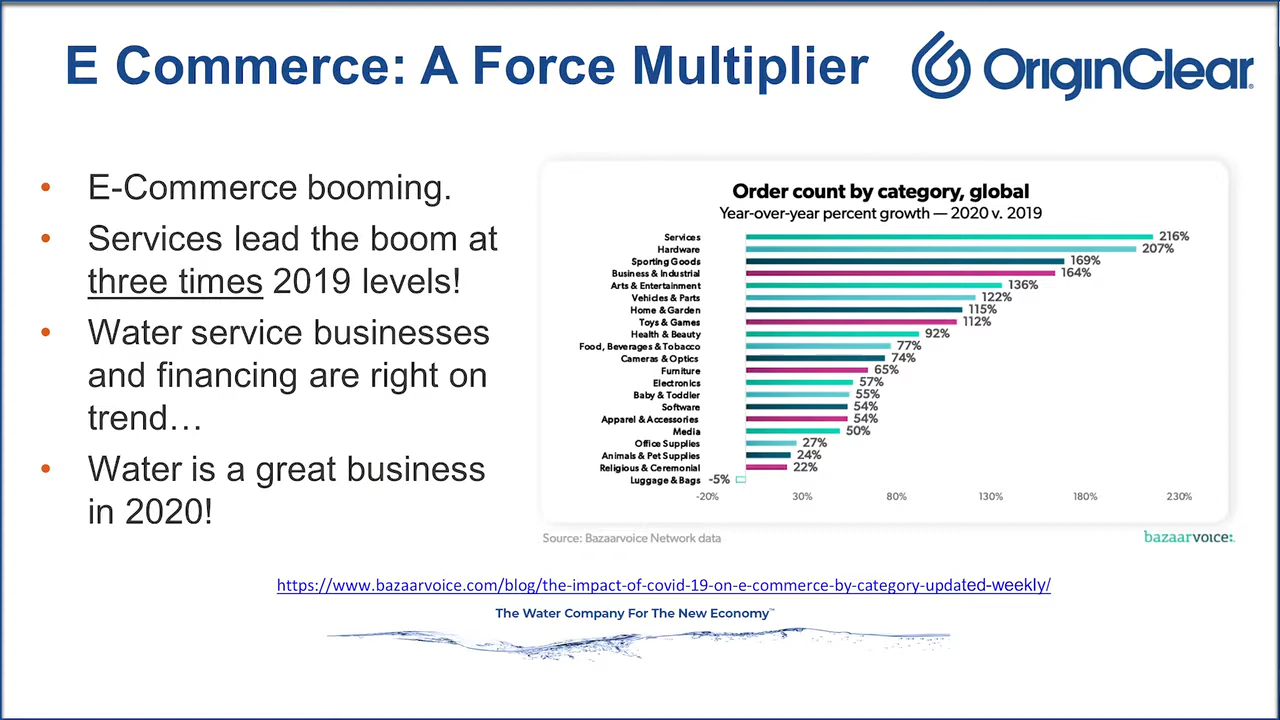 E Commerce: A Force Multiplier
OriginClear
• E-Commerce booming.
• Services lead the boom at
three times 2019 levels!
• Water service businesses
and financing are right on
trend…
• Water is a great business
in 2020!
Order count by category, global
Year-over-year percent growth — 2020 v. 2019
Services 216%
Hardware 207%
Sporting Goods 169%
Business & Industrial 164%
Arts & Entertainment 136%
Vehicles & Parts 122%
Home & Garden 115%
Toys & Games 112%
Health & Beauty 92%
Food, Beverages & Tobacco 77%
Cameras & Optics 74%
Furniture 65%
Electronics 57%
Baby & Toddler 55%
Software 54%
Apparel & Accessories 54%
Media 50%
Office Supplies 27%
Animals & Pet Supplies 24%
Religious & Ceremonial 22%
Luggage & Bags -5%
-20% 30% 80% 130% 180% 230%
Source: Bazaarvoice Network data
bazaarvoice:.
https://www.bazaarvoice.com/blog/the-impact-of-covid-19-on-e-commerce-by-category-updated-weekly/
The Water Company For The New Economy™